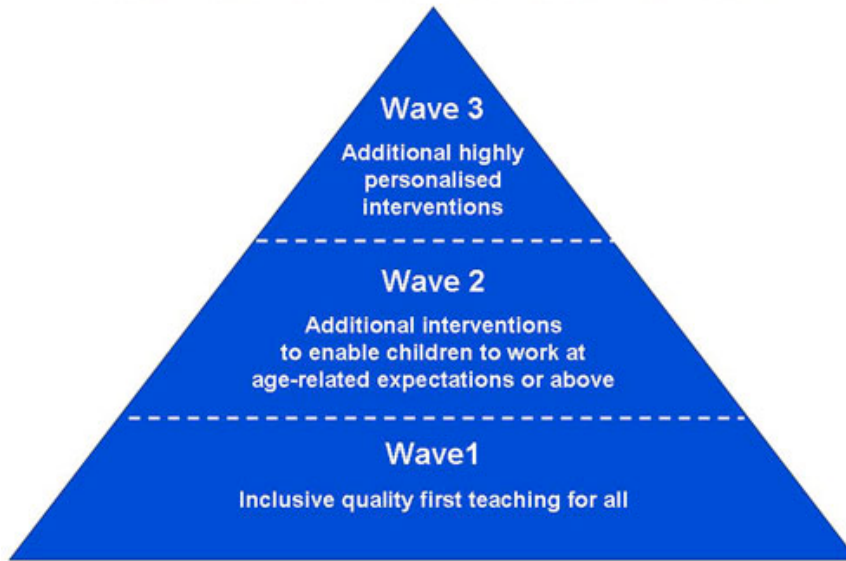 Wave 3
Additional highly
personalised
interventions
Wave 2
Additional interventions
to enable children to work at
age-related expectations or above
Wave1
Inclusive quality first teaching for all